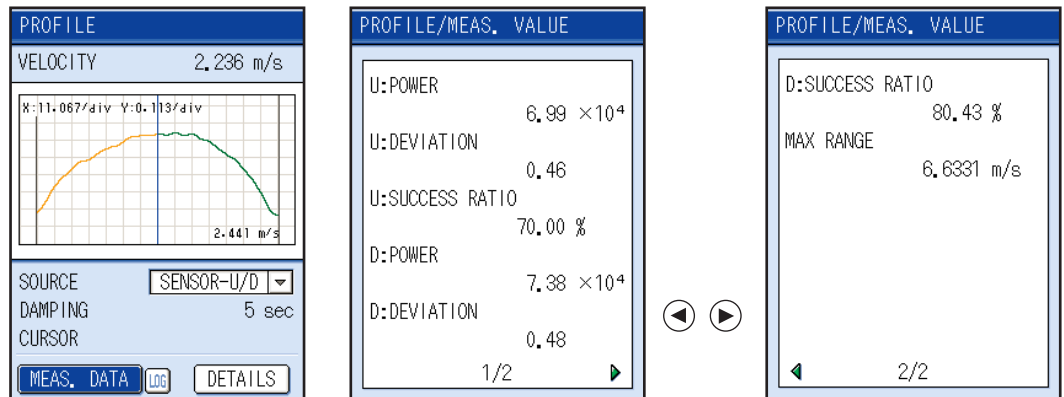 PROFILE
VELOCITY 2.236 m/s
X:11.067/div Y:0.113/div
2.441 m/s
SOURCE SENSOR-U/D
DAMPING 5 sec
CURSOR
MEAS. DATA LOG DETAILS
PROFILE/MEAS. VALUE
U:POWER
6.99 ×10⁴
U:DEVIATION
0.46
U:SUCCESS RATIO
70.00 %
D:POWER
7.38 ×10⁴
D:DEVIATION
0.48
1/2
PROFILE/MEAS. VALUE
D:SUCCESS RATIO
80.43 %
MAX RANGE
6.6331 m/s
2/2